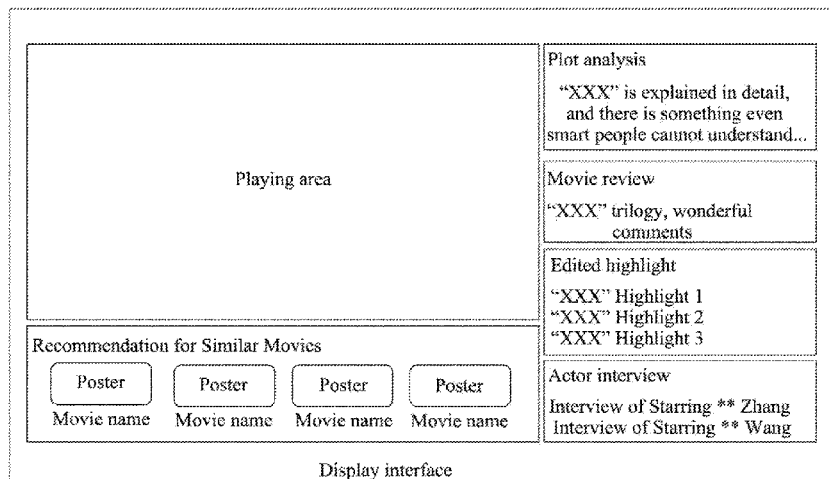 Playing area
Recommendation for Similar Movies
Poster Poster Poster Poster
Movie name Movie name Movie name Movie name
Plot analysis
“XXX” is explained in detail,
and there is something even
smart people cannot understand...
Movie review
“XXX” trilogy, wonderful
comments
Edited highlight
“XXX” Highlight 1
“XXX” Highlight 2
“XXX” Highlight 3
Actor interview
Interview of Starring ** Zhang
Interview of Starring ** Wang
Display interface